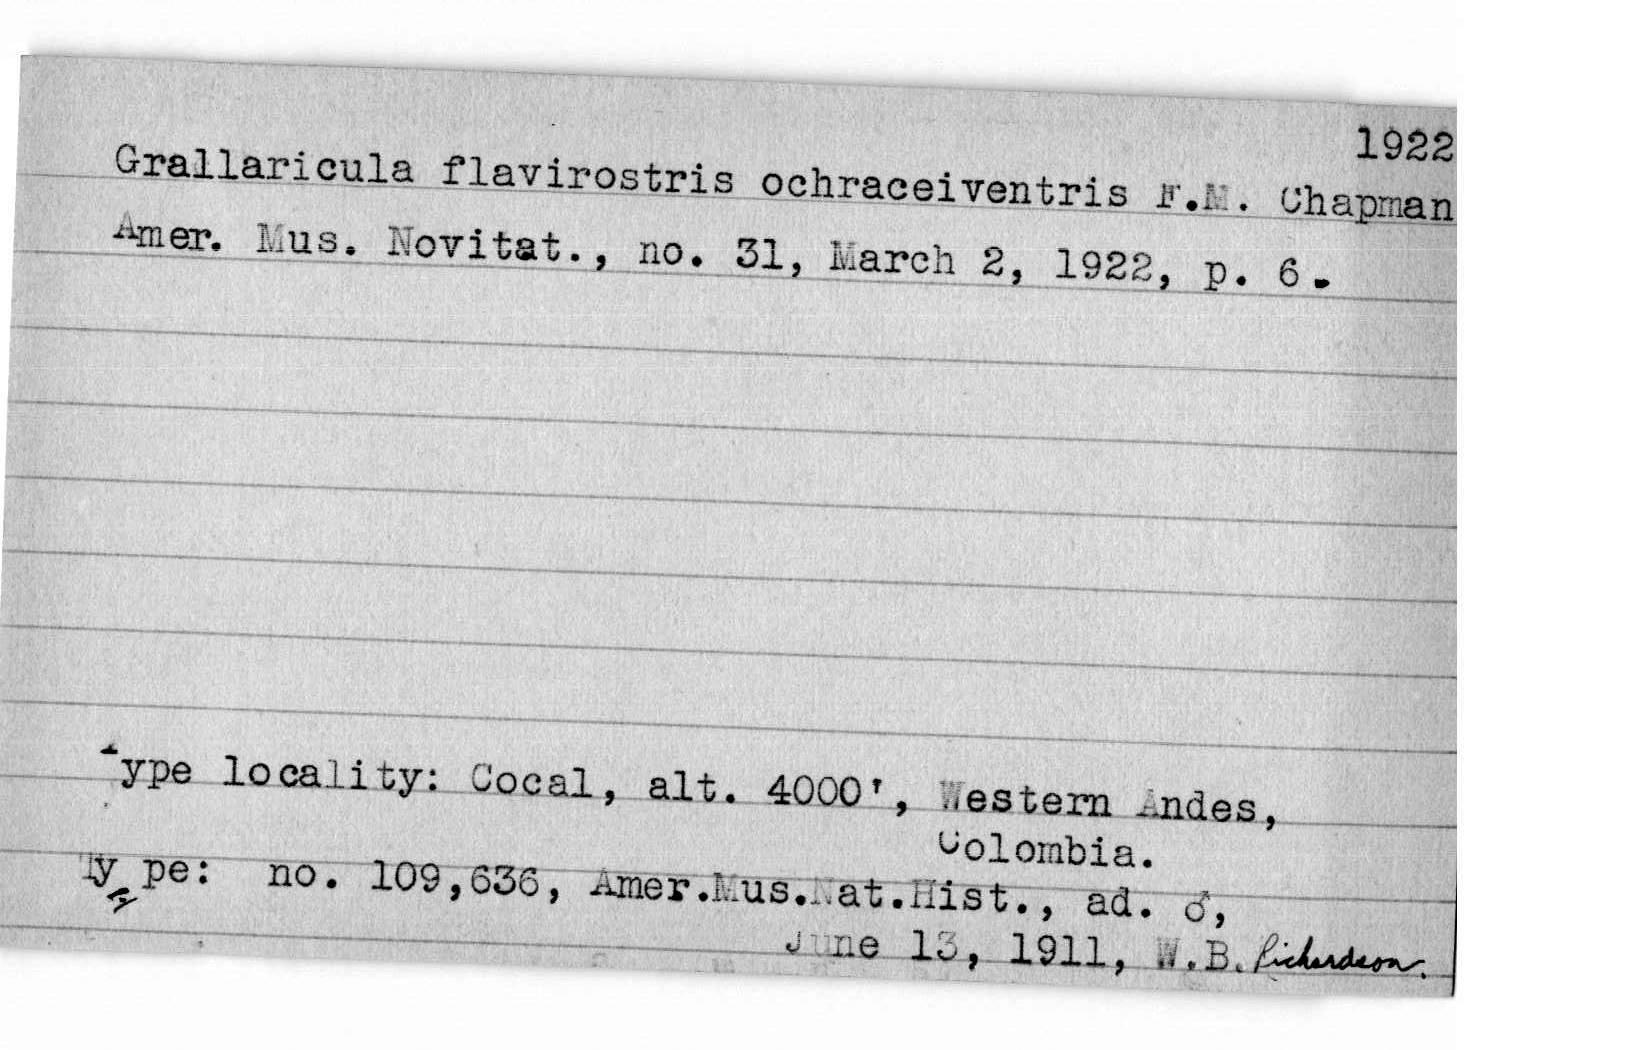 1922
Grallaricula flavirostris ochraceiventris F.M. Chapman
Amer. Mus. Novitat., no. 31, March 2, 1922, p. 6.
Type locality: Cocal, alt. 4000', Western Andes,
Colombia.
Type: no. 109,636, Amer.Mus.Nat.Hist., ad. ♂,
June 13, 1911, W.B. Richardson.